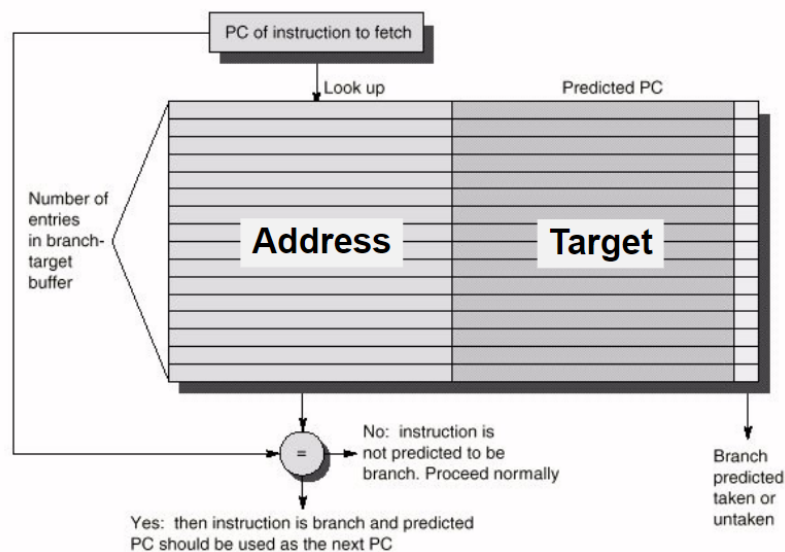 PC of instruction to fetch
Look up
Predicted PC
Number of
entries
in branch-
target
buffer
Address
Target
=
No: instruction is
not predicted to be
branch. Proceed normally
Branch
predicted
taken or
untaken
Yes: then instruction is branch and predicted
PC should be used as the next PC